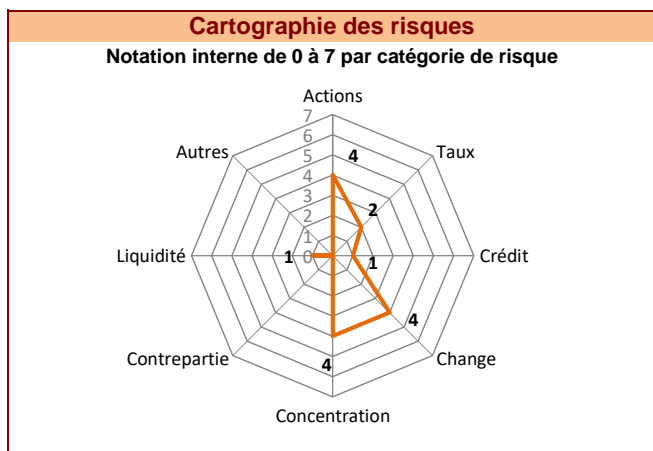 Cartographie des risques
Notation interne de 0 à 7 par catégorie de risque
Actions
7
6
5
4
3
2
1
0
4
Autres
Taux
2
Liquidité
1
1
Crédit
4
Contrepartie
Change
4
Concentration